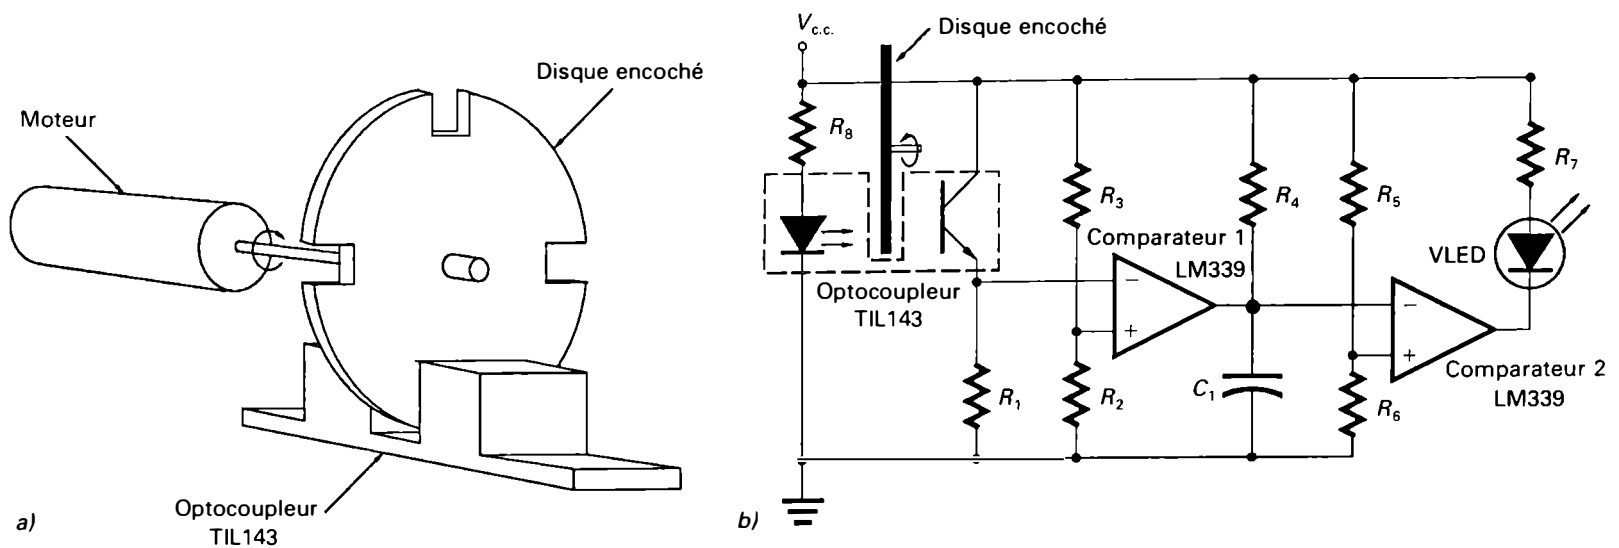 Disque encoché
Moteur
Optocoupleur
TIL143
a)
V c.c.
Disque encoché
R8
R3
R4
R5
R7
Comparateur 1
LM339
VLED
Optocoupleur
TIL143
−
+
−
+
R1
R2
C1
R6
Comparateur 2
LM339
b)